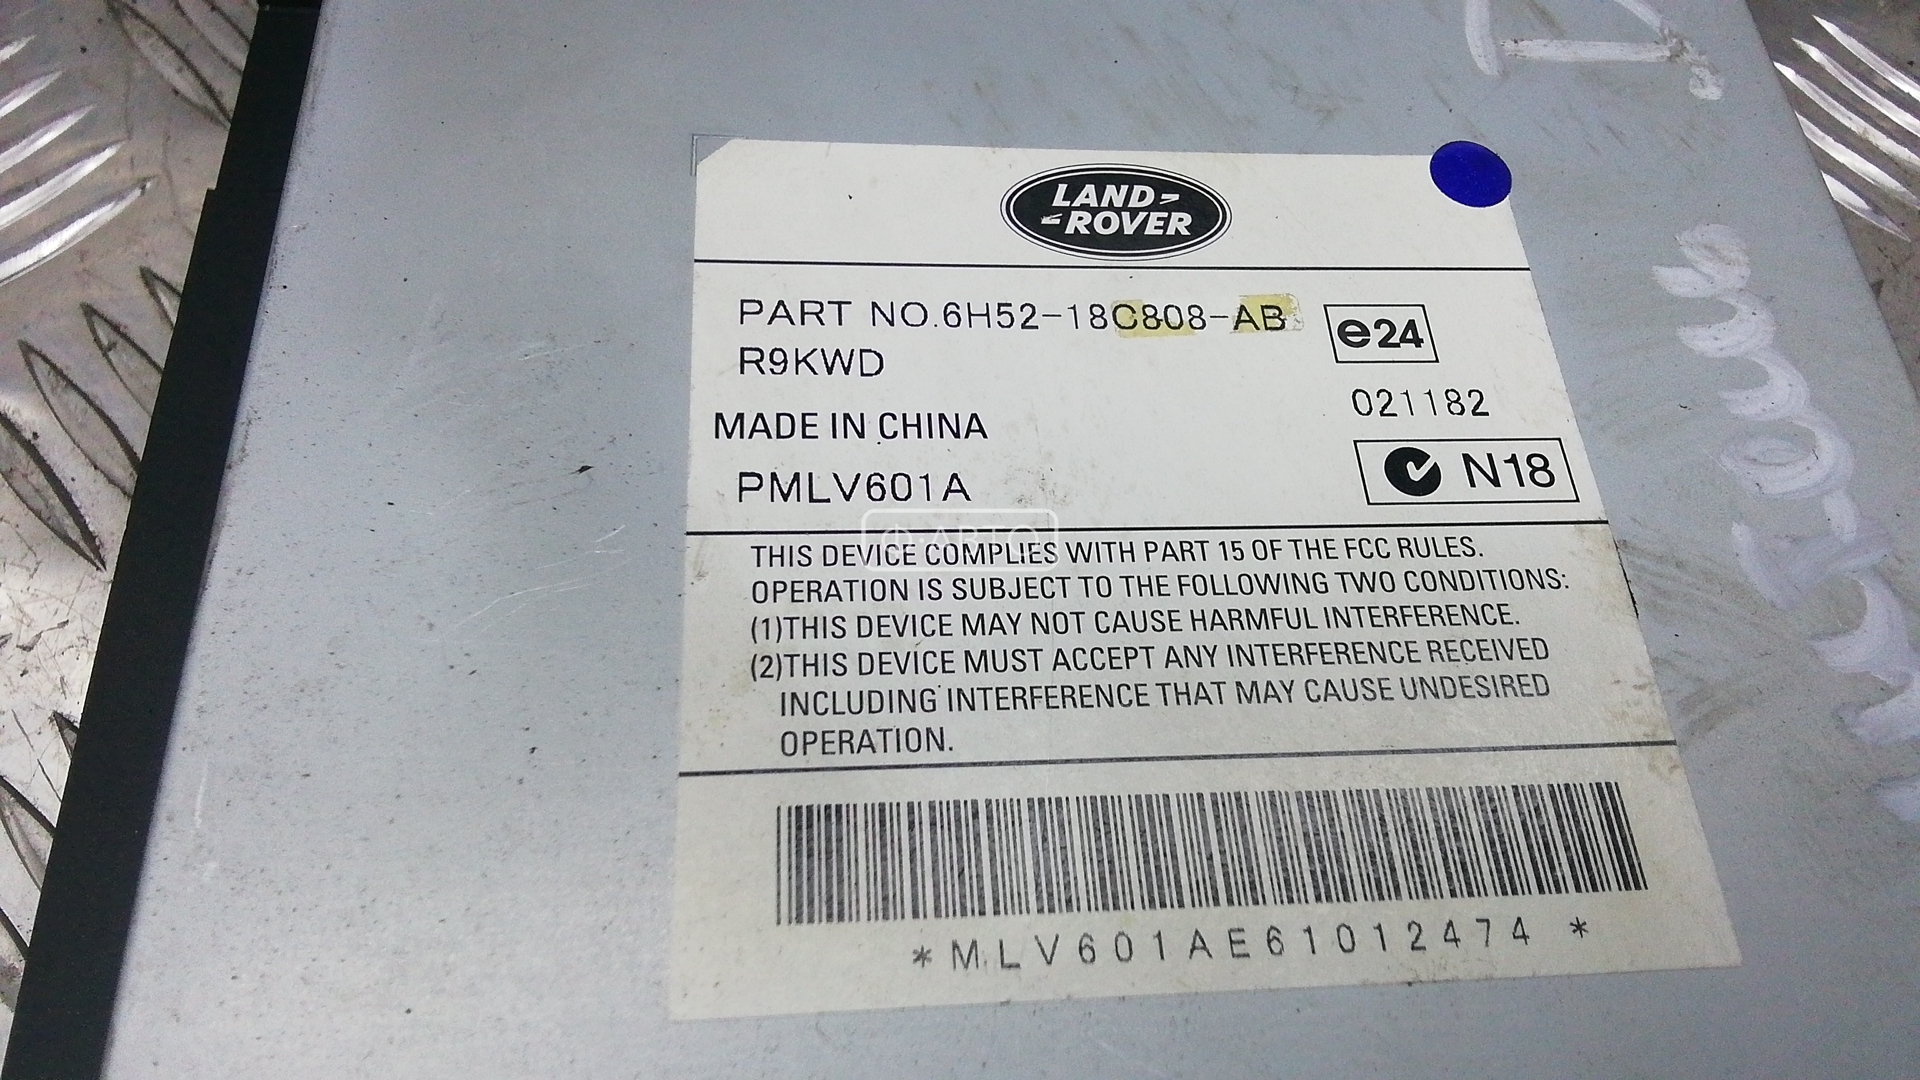 LAND
ROVER
PART NO.6H52-18C808-AB
e24
R9KWD
021182
MADE IN CHINA
N18
PMLV601A
Ф·АВТО
THIS DEVICE COMPLIES WITH PART 15 OF THE FCC RULES.
OPERATION IS SUBJECT TO THE FOLLOWING TWO CONDITIONS:
(1)THIS DEVICE MAY NOT CAUSE HARMFUL INTERFERENCE.
(2)THIS DEVICE MUST ACCEPT ANY INTERFERENCE RECEIVED
INCLUDING INTERFERENCE THAT MAY CAUSE UNDESIRED
OPERATION.
*MLV601AE61012474*